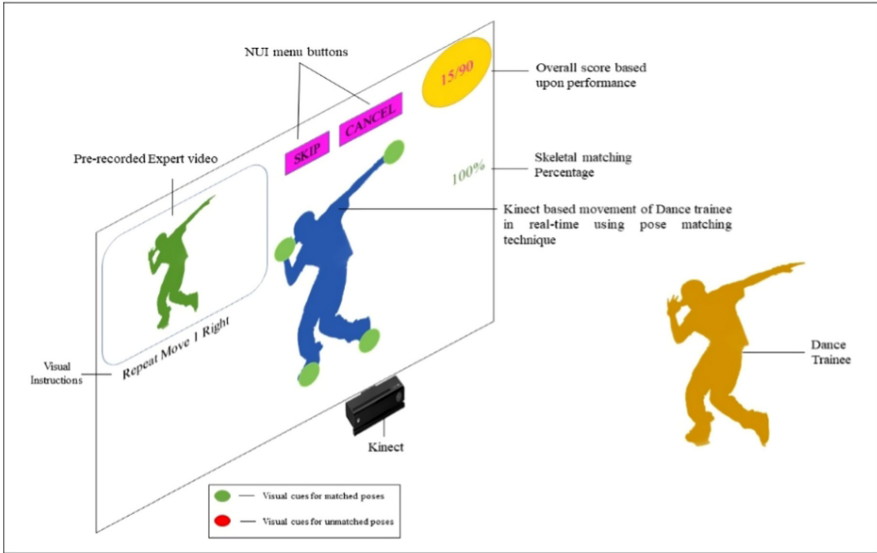 NUI menu buttons
15/90
Overall score based
upon performance
CANCEL
SKIP
Pre-recorded Expert video
Skeletal matching
Percentage
100%
Kinect based movement of Dance trainee
in real-time using pose matching
technique
Repeat Move 1 Right
Visual
Instructions
Dance
Trainee
Kinect
Visual cues for matched poses
Visual cues for unmatched poses